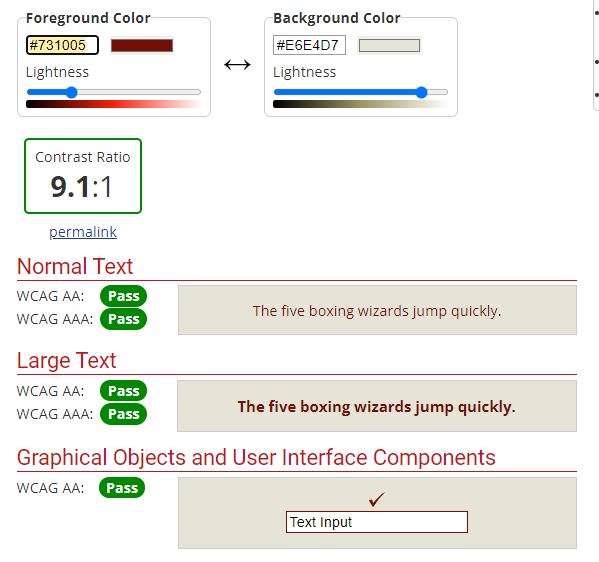 Foreground Color
#731005
Lightness
Background Color
#E6E4D7
Lightness
Contrast Ratio
9.1:1
permalink
Normal Text
WCAG AA: Pass
WCAG AAA: Pass
The five boxing wizards jump quickly.
Large Text
WCAG AA: Pass
WCAG AAA: Pass
The five boxing wizards jump quickly.
Graphical Objects and User Interface Components
WCAG AA: Pass
Text Input